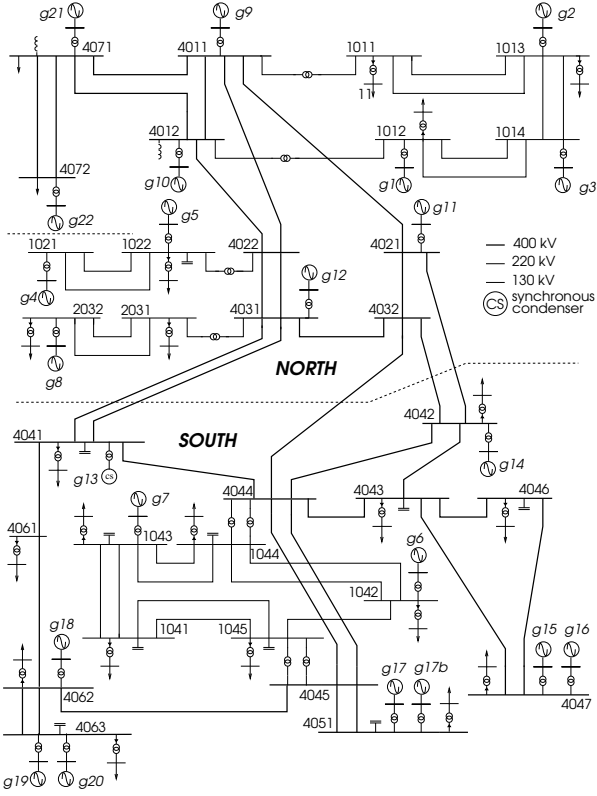 g21
g9
g2
4071
4011
1011
1013
11
4012
1012
1014
g10
g1
g3
4072
g22
g5
g11
1021
1022
4022
4021
g4
g12
400 kV
220 kV
130 kV
CS synchronous
condenser
2032
2031
4031
4032
g8
NORTH
SOUTH
4041
4042
g13
CS
g14
4044
4043
4046
g7
4061
1043
1044
g6
1042
g18
1041
1045
g15
g16
4062
4045
g17
g17b
4047
4063
4051
g19
g20